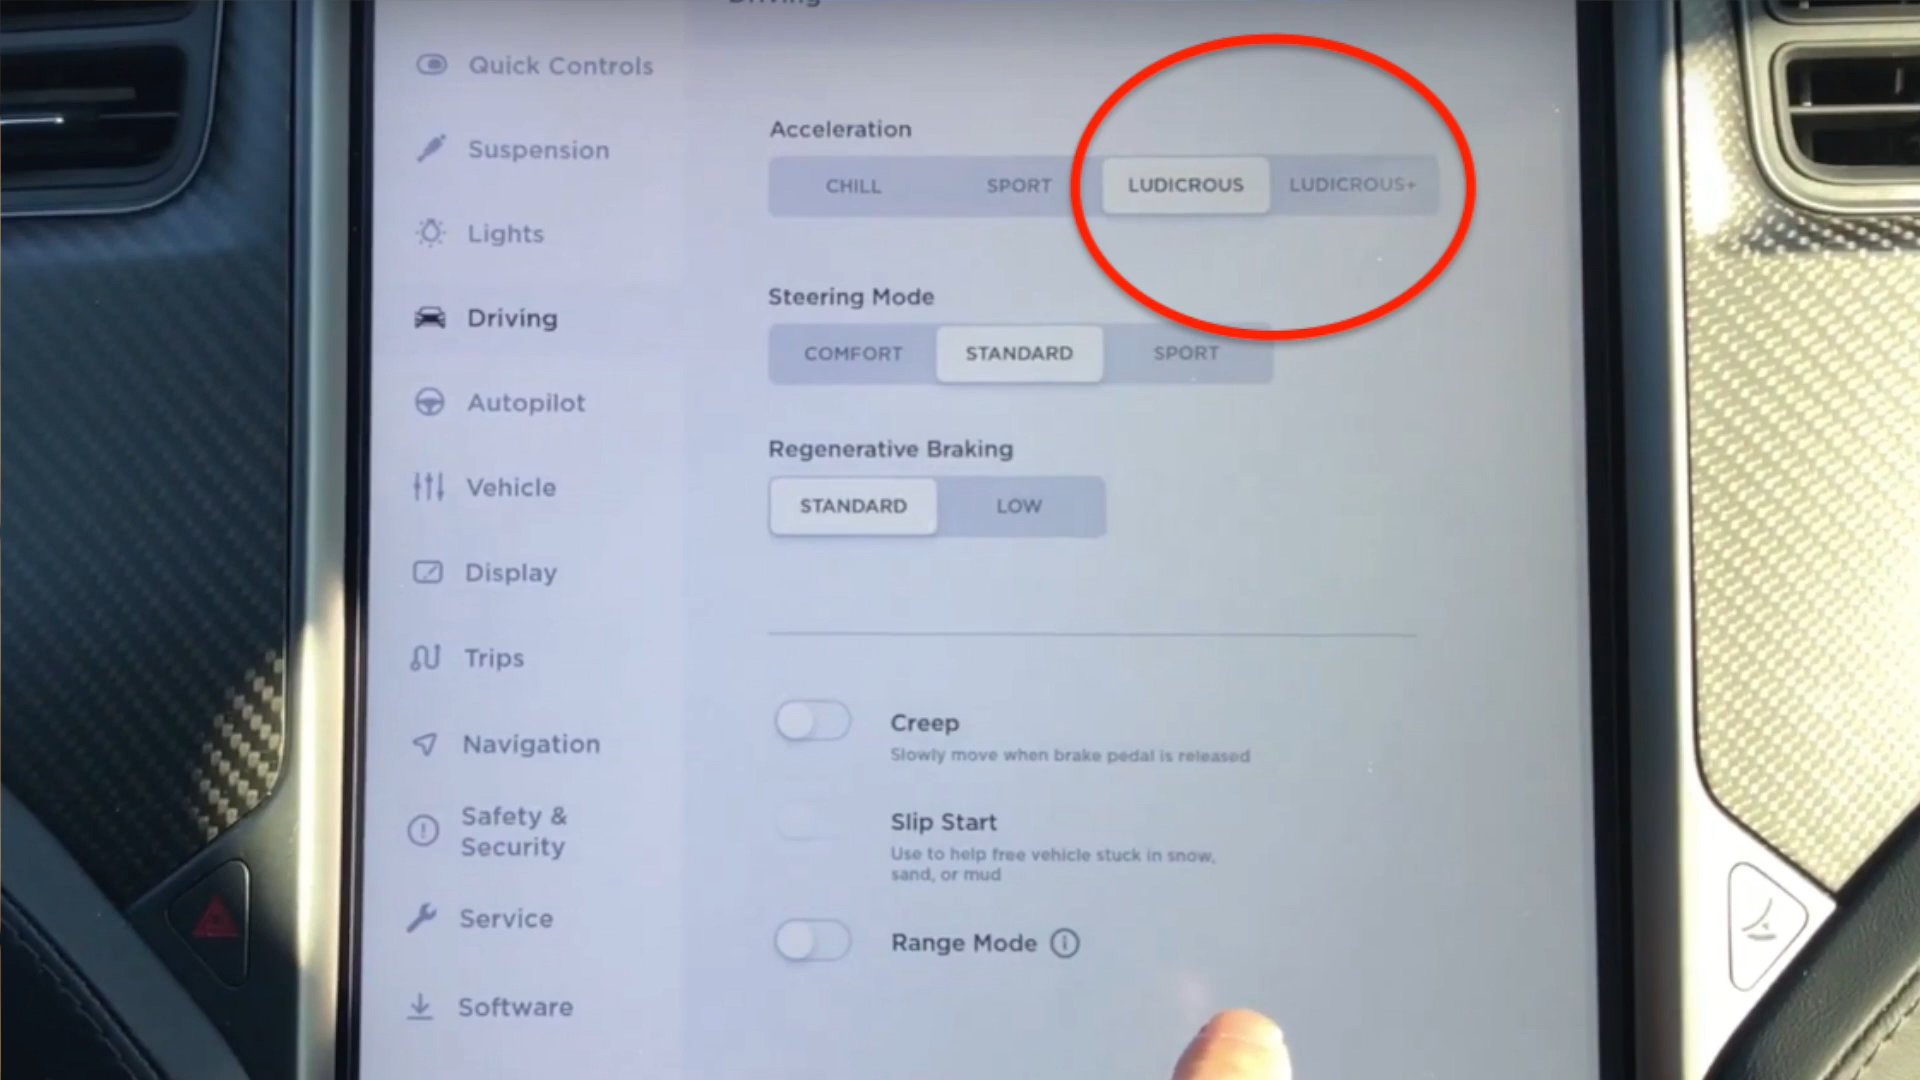 Driving
Quick Controls
Suspension
Lights
Driving
Autopilot
Vehicle
Display
Trips
Navigation
Safety &
Security
Service
Software
Acceleration
CHILL SPORT LUDICROUS LUDICROUS+
Steering Mode
COMFORT STANDARD SPORT
Regenerative Braking
STANDARD LOW
Creep
Slowly move when brake pedal is released
Slip Start
Use to help free vehicle stuck in snow,
sand, or mud
Range Mode